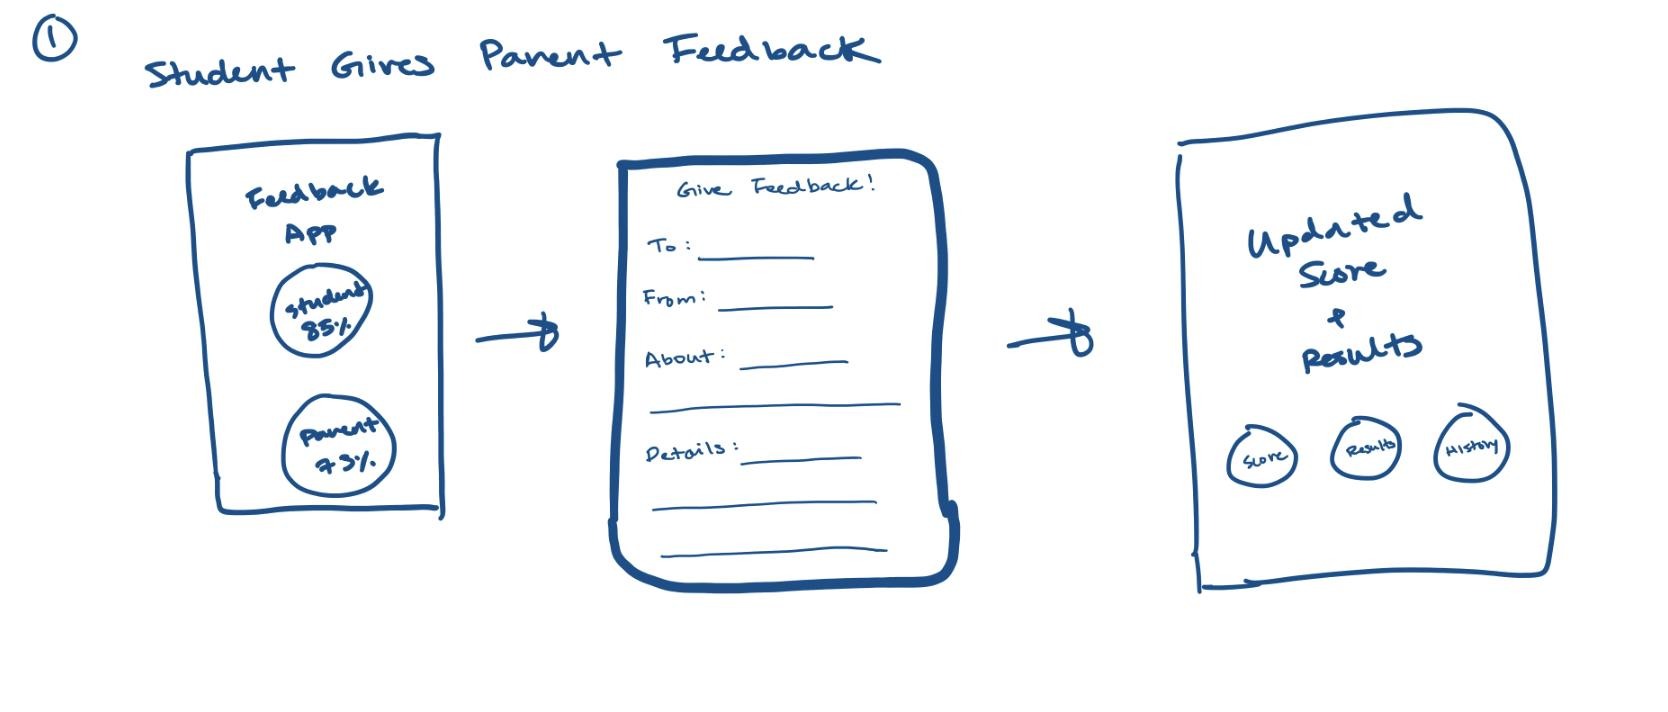 1
Student Gives Parent Feedback
Feedback
App
Student
85%
Parent
73%
Give Feedback!
To:
From:
About:
Details:
Updated
Score
+
Results
Score
Results
History